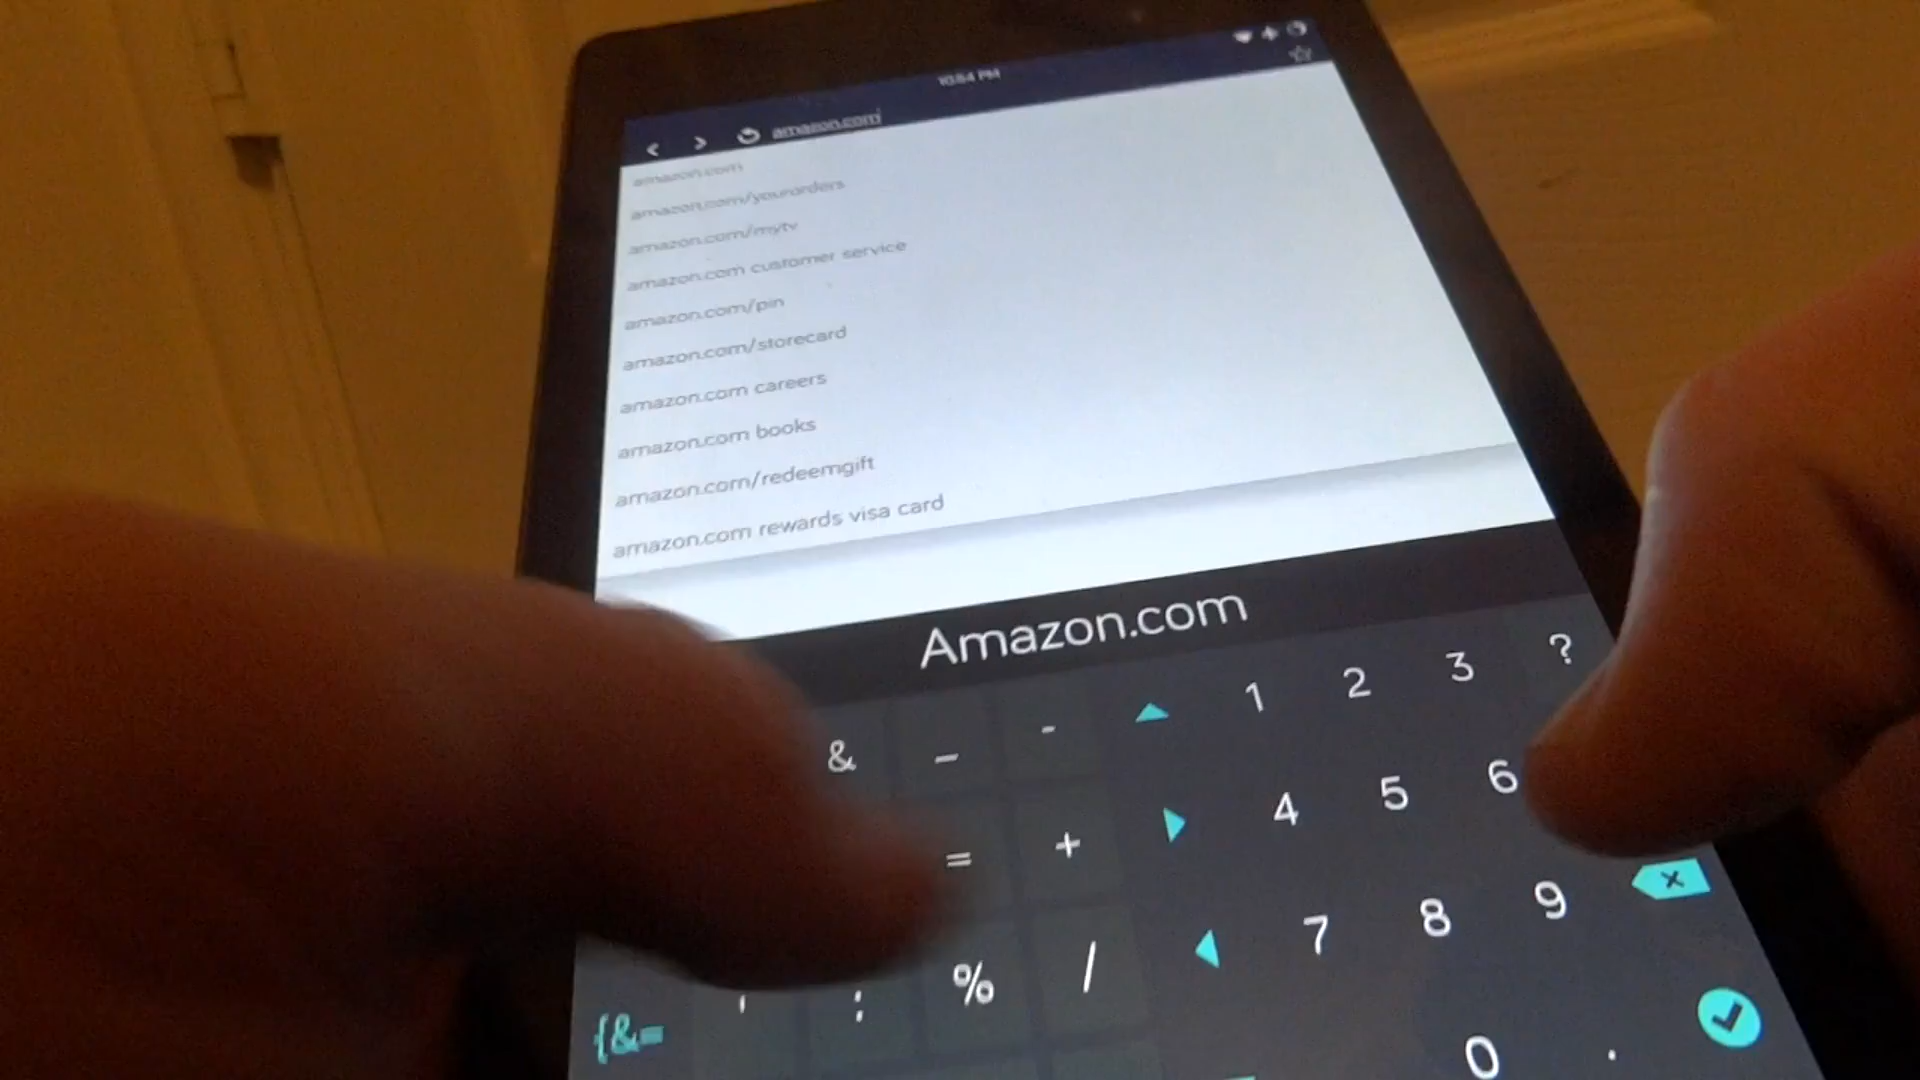 10:54 PM
amazon.com
amazon.com
amazon.com/yourorders
amazon.com/mytv
amazon.com customer service
amazon.com/pin
amazon.com/storecard
amazon.com careers
amazon.com books
amazon.com/redeemgift
amazon.com rewards visa card
Amazon.com
& _ - 1 2 3 ?
= + 4 5 6
' : % / 7 8 9
{&= 0 .